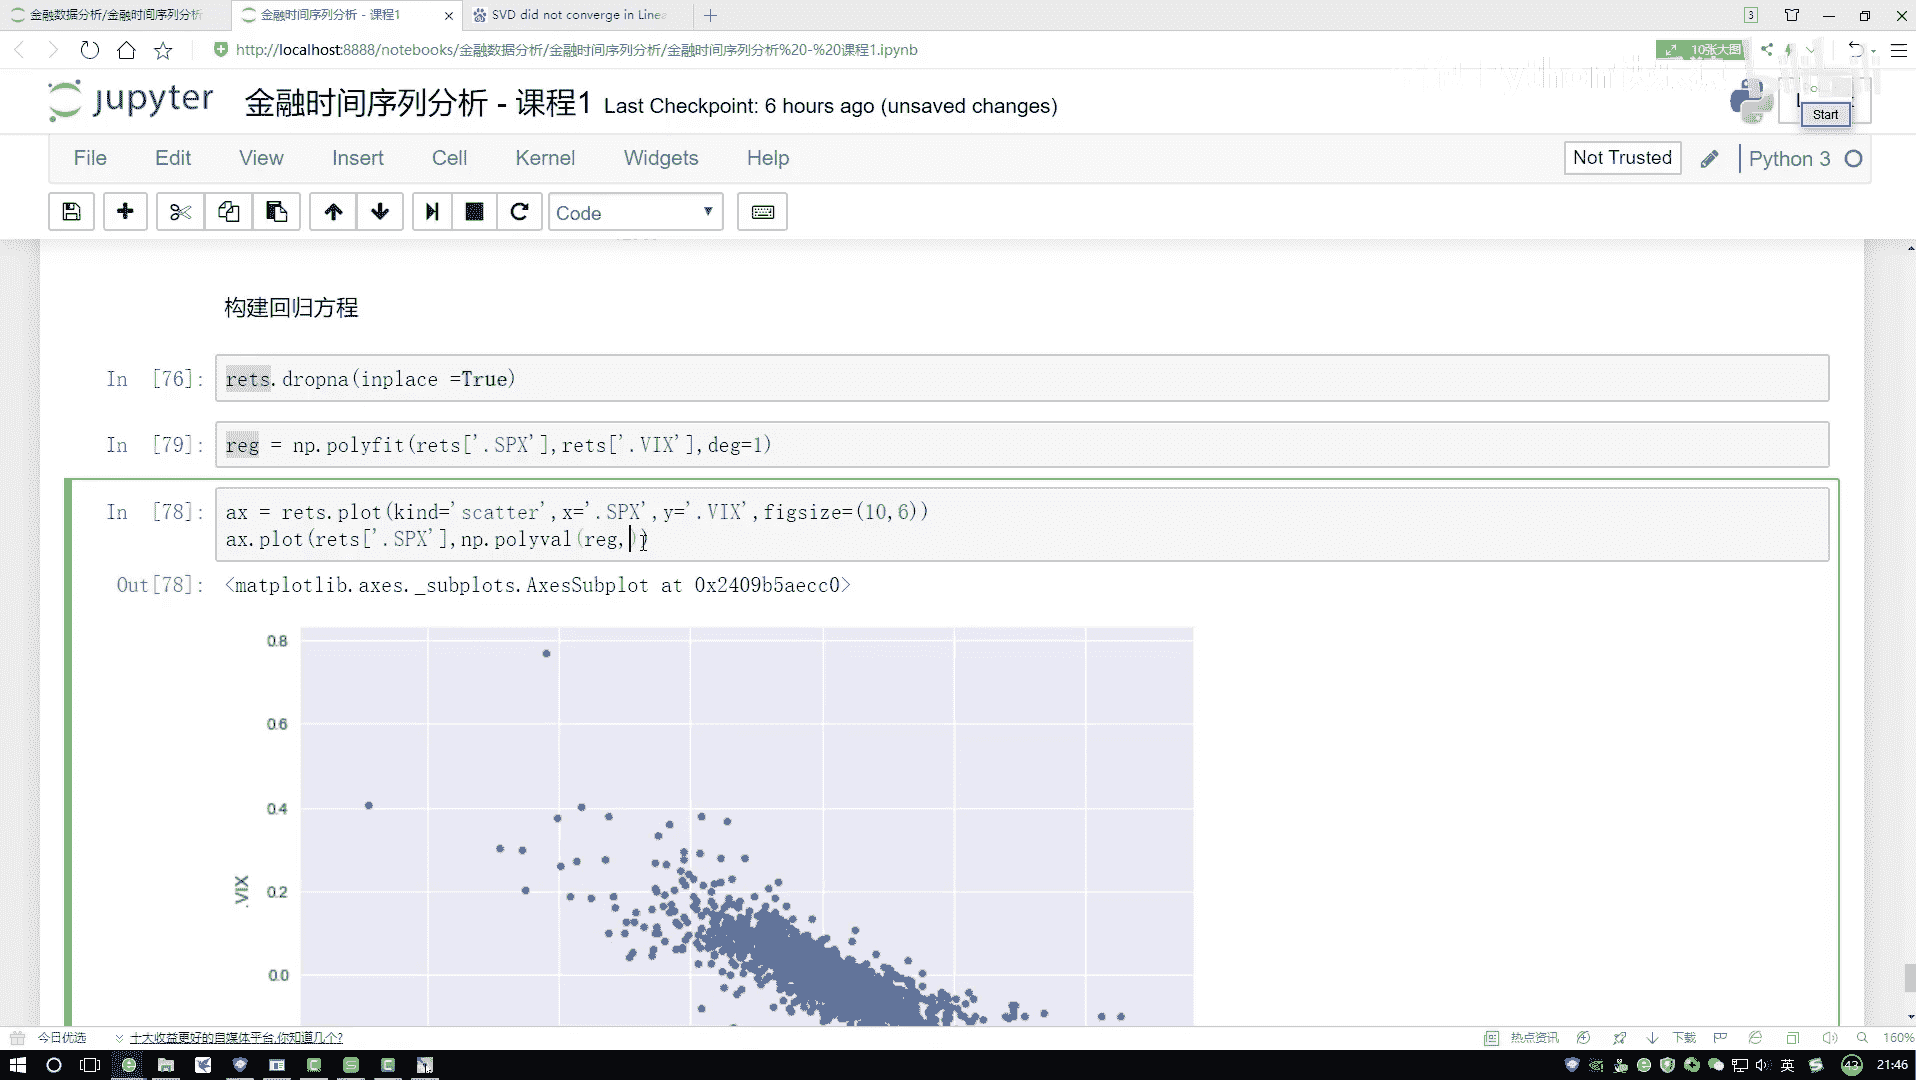 金融数据分析/金融时间序列分析
金融时间序列分析 - 课程1
SVD did not converge in Linea
3
http://localhost:8888/notebooks/金融数据分析/金融时间序列分析/金融时间序列分析%20-%20课程1.ipynb
10张大图
jupyter
金融时间序列分析 - 课程1
Last Checkpoint: 6 hours ago (unsaved changes)
Start
File Edit View Insert Cell Kernel Widgets Help
Not Trusted
Python 3
Code
构建回归方程
In [76]: rets.dropna(inplace =True)
In [79]: reg = np.polyfit(rets['.SPX'],rets['.VIX'],deg=1)
In [78]: ax = rets.plot(kind='scatter',x='.SPX',y='.VIX',figsize=(10,6))
ax.plot(rets['.SPX'],np.polyval(reg,))
Out[78]: <matplotlib.axes._subplots.AxesSubplot at 0x2409b5aecc0>
0.8
0.6
0.4
0.2
.VIX
0.0
今日优选
十大收益更好的自媒体平台,你知道几个?
热点资讯
下载
160%
英
43
21:46